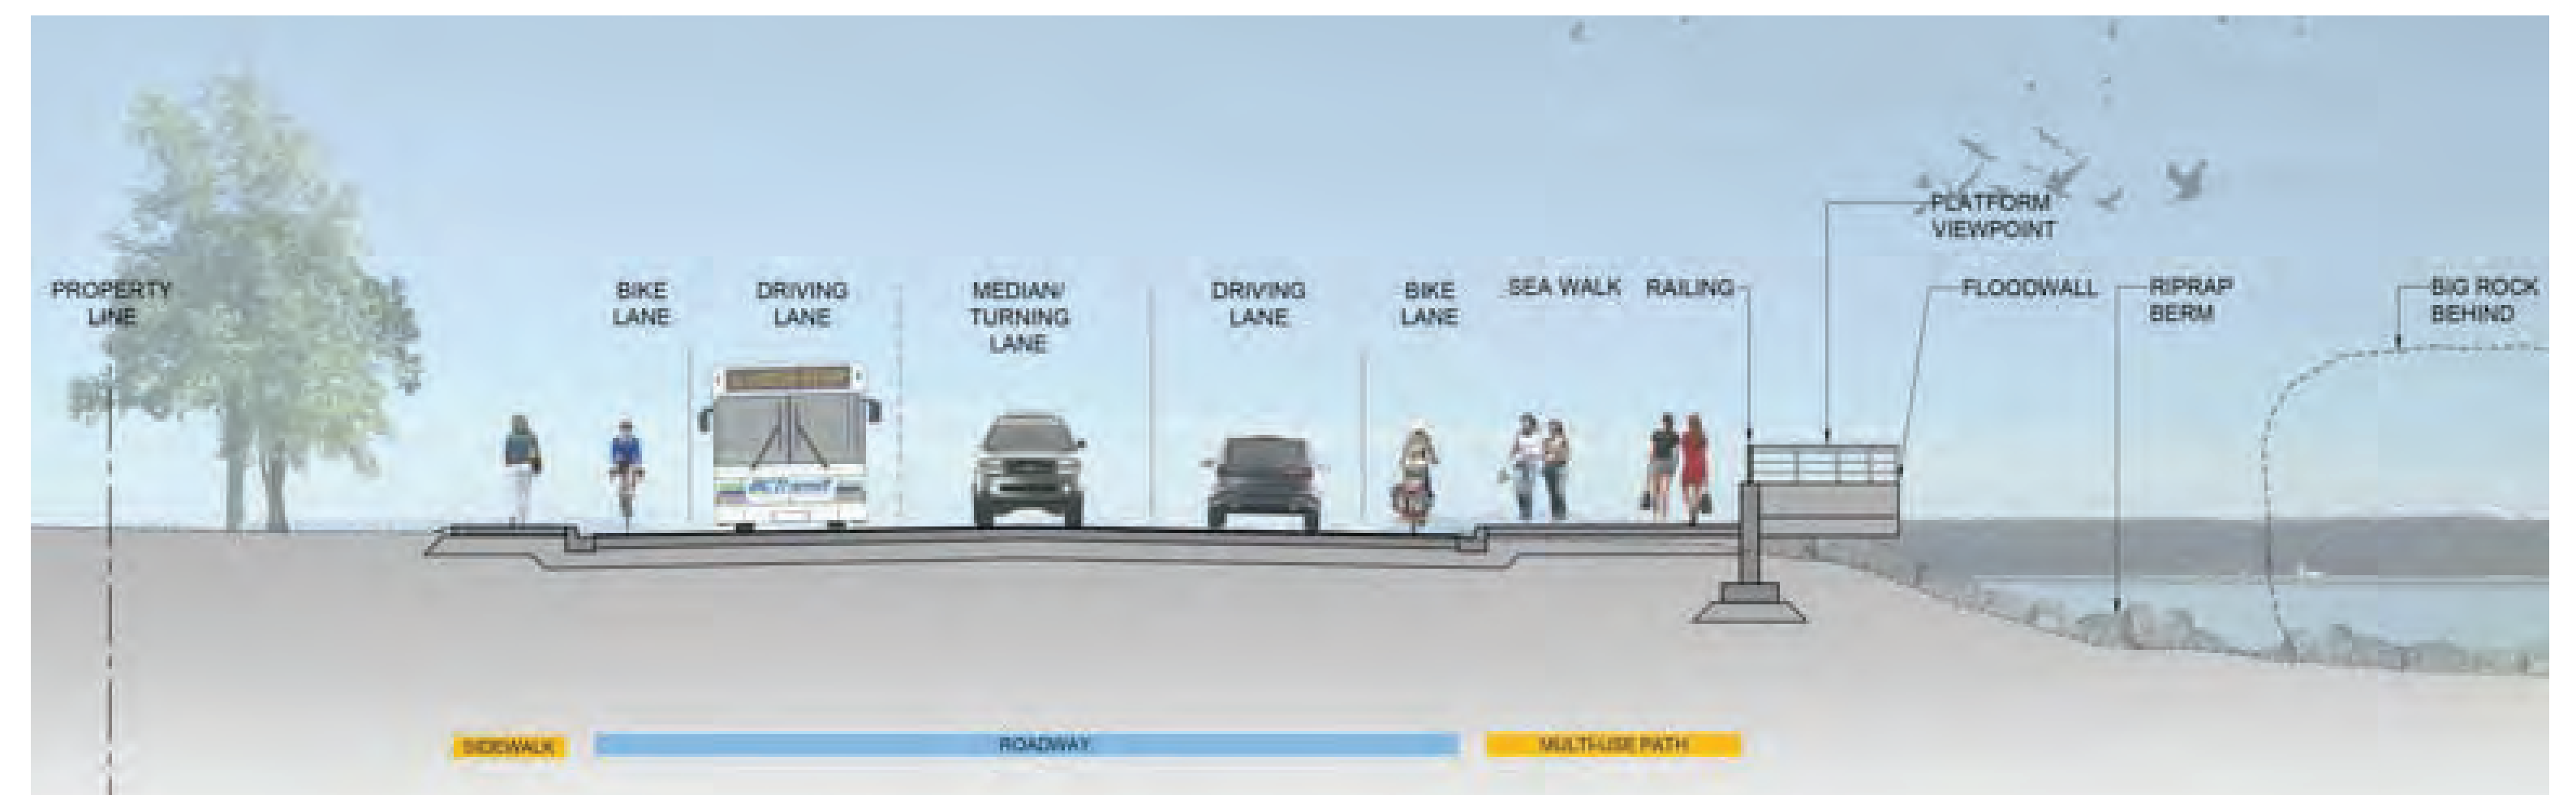 PLATFORM
VIEWPOINT
PROPERTY
LINE
BIKE
LANE
DRIVING
LANE
MEDIAN/
TURNING
LANE
DRIVING
LANE
BIKE
LANE
SEA WALK
RAILING
FLOODWALL
RIPRAP
BERM
BIG ROCK
BEHIND
BCTransit
SIDEWALK
ROADWAY
MULTI-USE PATH